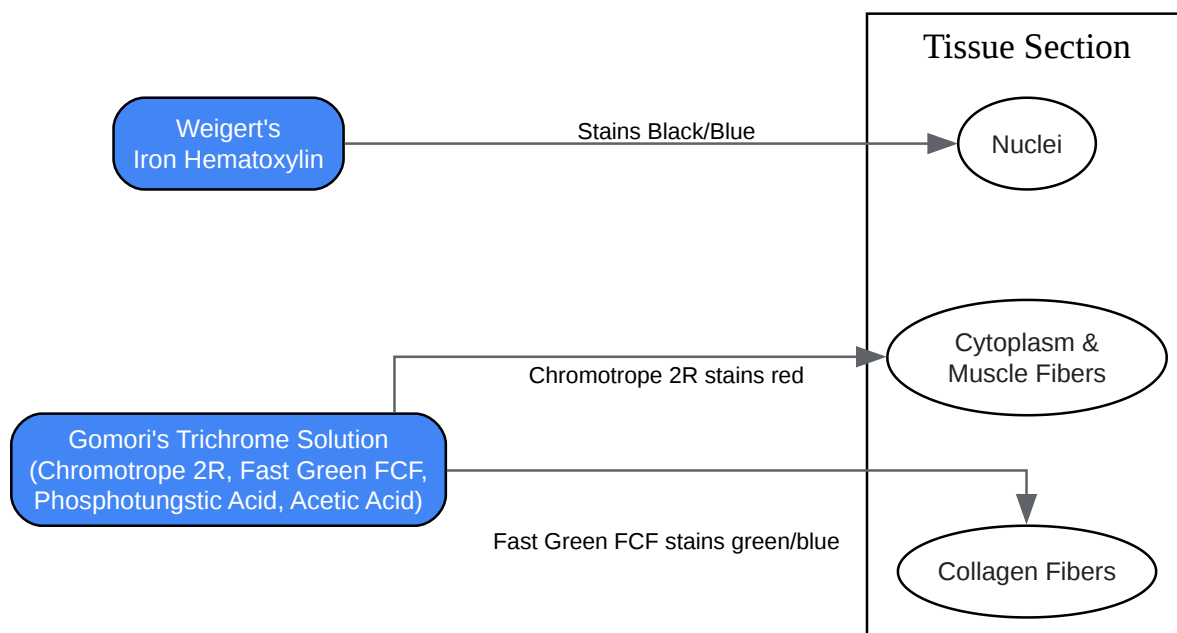 Tissue Section
Weigert's
Iron Hematoxylin
Stains Black/Blue
Nuclei
Chromotrope 2R stains red
Cytoplasm &
Muscle Fibers
Gomori's Trichrome Solution
(Chromotrope 2R, Fast Green FCF,
Phosphotungstic Acid, Acetic Acid)
Fast Green FCF stains green/blue
Collagen Fibers